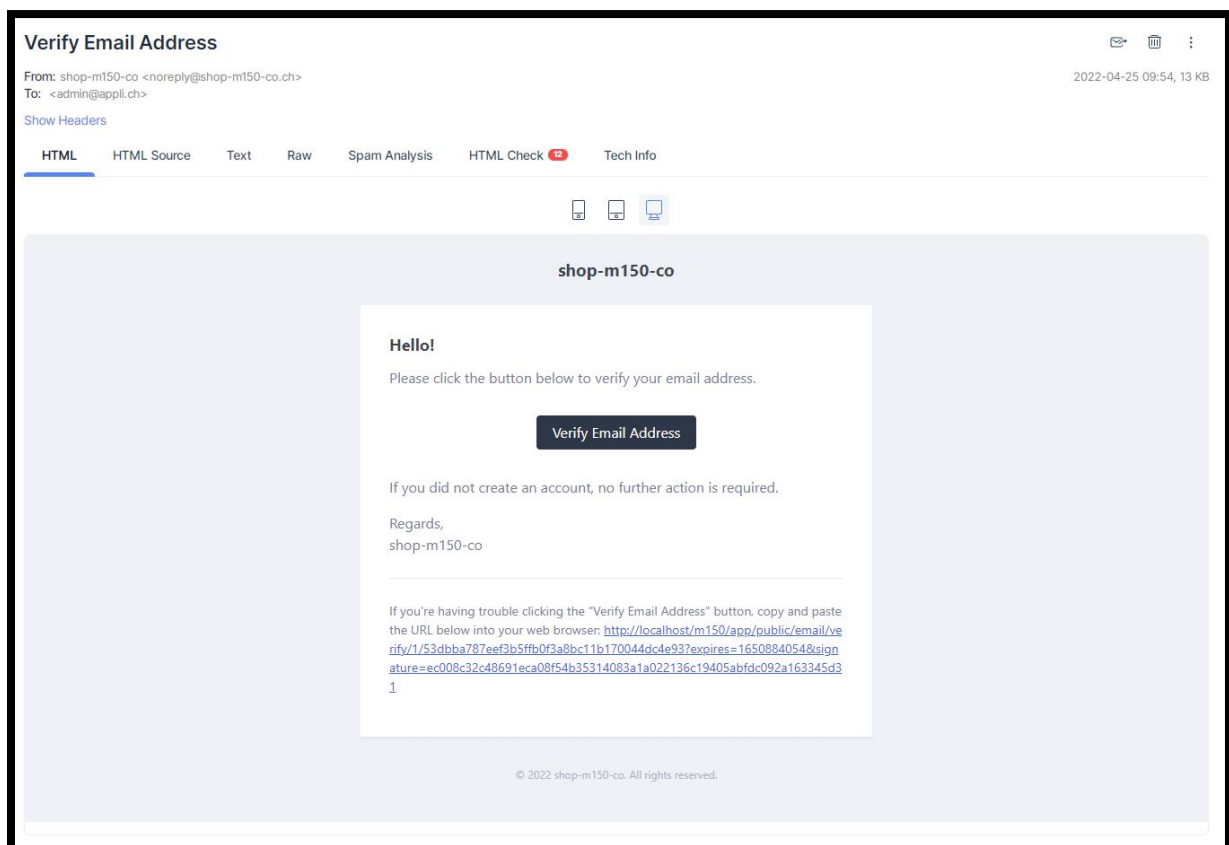 Verify Email Address
From: shop-m150-co <noreply@shop-m150-co.ch>
2022-04-25 09:54, 13 KB
To: <admin@appli.ch>
Show Headers
HTML HTML Source Text Raw Spam Analysis HTML Check 12 Tech Info
shop-m150-co
Hello!
Please click the button below to verify your email address.
Verify Email Address
If you did not create an account, no further action is required.
Regards,
shop-m150-co
If you're having trouble clicking the "Verify Email Address" button, copy and paste
the URL below into your web browser: http://localhost/m150/app/public/email/ve
rify/1/53dbba787eef3b5ffb0f3a8bc11b170044dc4e93?expires=1650884054&sign
ature=ec008c32c48691eca08f54b35314083a1a022136c19405abfdc092a163345d3
1
© 2022 shop-m150-co. All rights reserved.